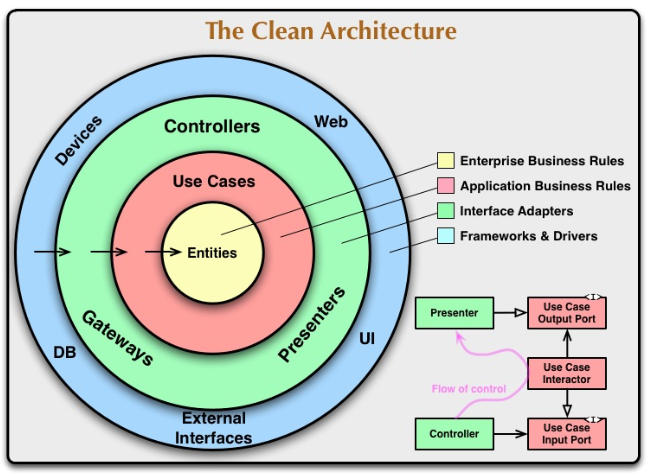 The Clean Architecture
Devices
Web
Controllers
Use Cases
Entities
Gateways
Presenters
DB
UI
External
Interfaces
Enterprise Business Rules
Application Business Rules
Interface Adapters
Frameworks & Drivers
Presenter
<I>
Use Case
Output Port
Flow of control
Use Case
Interactor
Controller
<I>
Use Case
Input Port